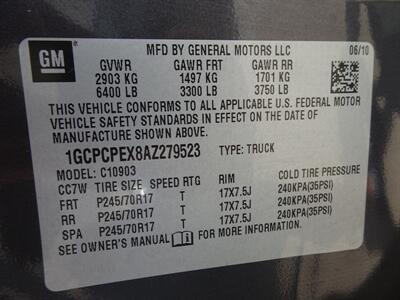 GM
MFD BY GENERAL MOTORS LLC 06/10
GVWR GAWR FRT GAWR RR
2903 KG 1497 KG 1701 KG
6400 LB 3300 LB 3750 LB
THIS VEHICLE CONFORMS TO ALL APPLICABLE U.S. FEDERAL MOTOR
VEHICLE SAFETY STANDARDS IN EFFECT ON THE DATE OF
MANUFACTURE SHOWN ABOVE.
1GCPCPEX8AZ279523 TYPE: TRUCK
MODEL: C10903
CC7W TIRE SIZE SPEED RTG RIM COLD TIRE PRESSURE
FRT P245/70R17 T 17X7.5J 240KPA(35PSI)
RR P245/70R17 T 17X7.5J 240KPA(35PSI)
SPA P245/70R17 T 17X7.5J 240KPA(35PSI)
SEE OWNER'S MANUAL FOR MORE INFORMATION.